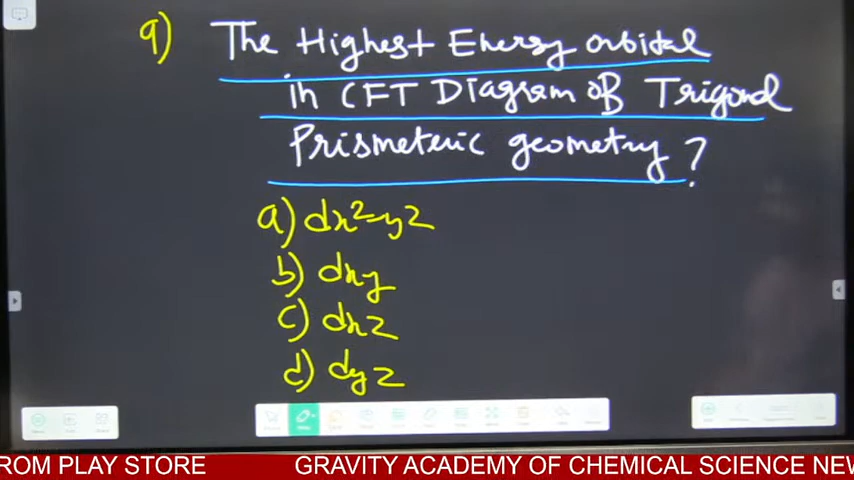 9) The Highest Energy orbital
in CFT Diagram of Trigonal
Prismeteric geometry ?
a) dx2-y2
b) dxy
c) dxz
d) dyz
ROM PLAY STORE GRAVITY ACADEMY OF CHEMICAL SCIENCE NEW